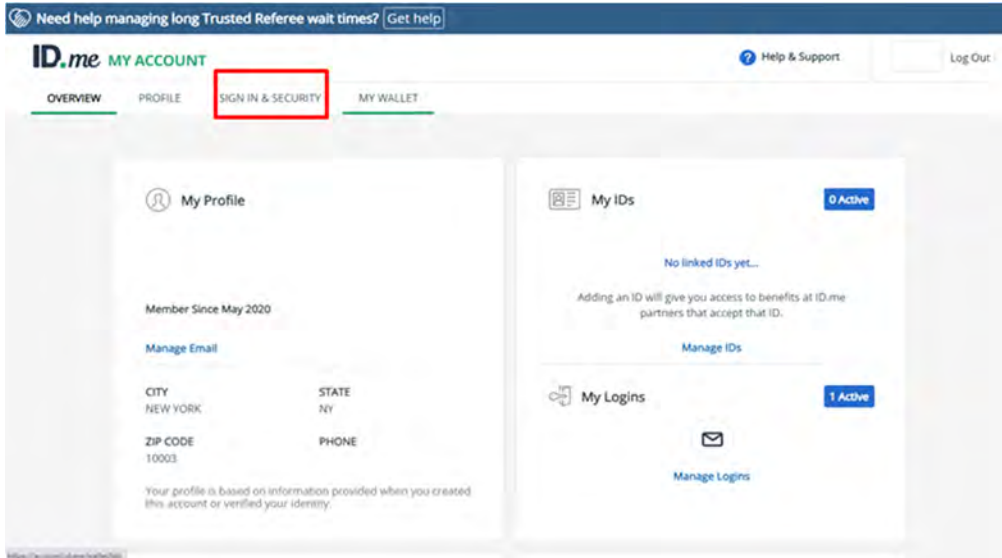 Need help managing long Trusted Referee wait times? Get help
ID.me MY ACCOUNT
Help & Support
Log Out
OVERVIEW PROFILE SIGN IN & SECURITY MY WALLET
My Profile
Member Since May 2020
Manage Email
CITY STATE
NEW YORK NY
ZIP CODE PHONE
10003
Your profile is based on information provided when you created
this account or verified your identity.
My IDs 0 Active
No linked IDs yet...
Adding an ID will give you access to benefits at ID.me
partners that accept that ID.
Manage IDs
My Logins 1 Active
Manage Logins